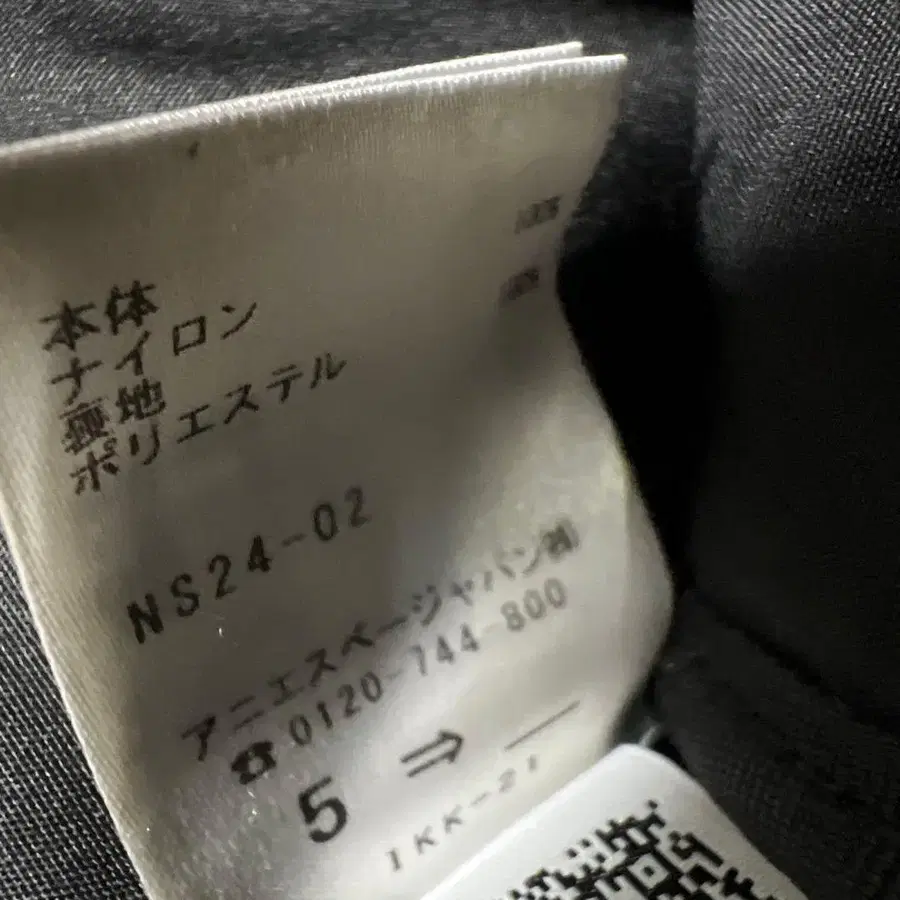 本体
ナイロン
裏地
ポリエステル
NS24-02
アニエスベージャパン㈱
☎0120-744-800
5 ⇒ —
1KK-21